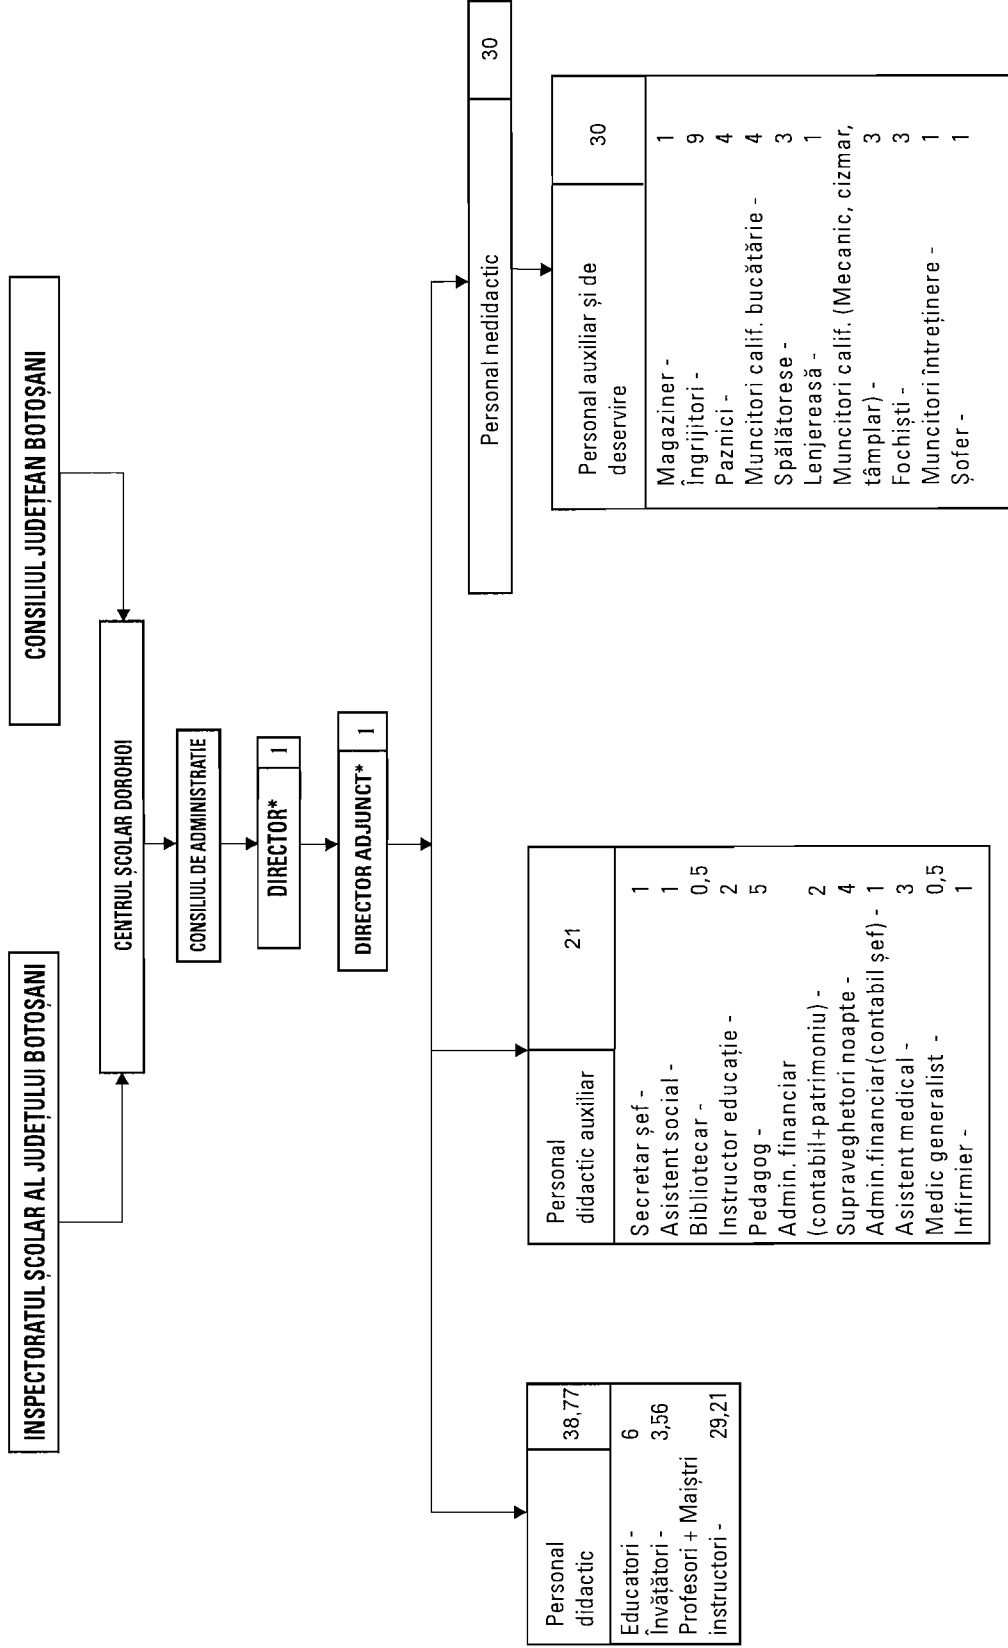 INSPECTORATUL ȘCOLAR AL JUDEȚULUI BOTOȘANI
CONSILIUL JUDEȚEAN BOTOȘANI
CENTRUL ȘCOLAR DOROHOI
CONSILIUL DE ADMINISTRATIE
DIRECTOR* 1
DIRECTOR ADJUNCT* 1
Personal didactic 38,77
Educatori - 6
Învățători - 3,56
Profesori + Maiștri
instructori - 29,21
Personal
didactic auxiliar 21
Secretar șef - 1
Asistent social - 1
Bibliotecar - 0,5
Instructor educație - 2
Pedagog - 5
Admin. financiar
(contabil+patrimoniu) - 2
Supraveghetori noapte - 4
Admin.financiar(contabil șef) - 1
Asistent medical - 3
Medic generalist - 0,5
Infirmier - 1
Personal nedidactic 30
Personal auxiliar și de
deservire 30
Magaziner - 1
Îngrijitori - 9
Paznici - 4
Muncitori calif. bucătărie - 4
Spălătorese - 3
Lenjereasă - 1
Muncitori calif. (Mecanic, cizmar,
tâmplar) - 3
Fochiști - 3
Muncitori întreținere - 1
Șofer - 1